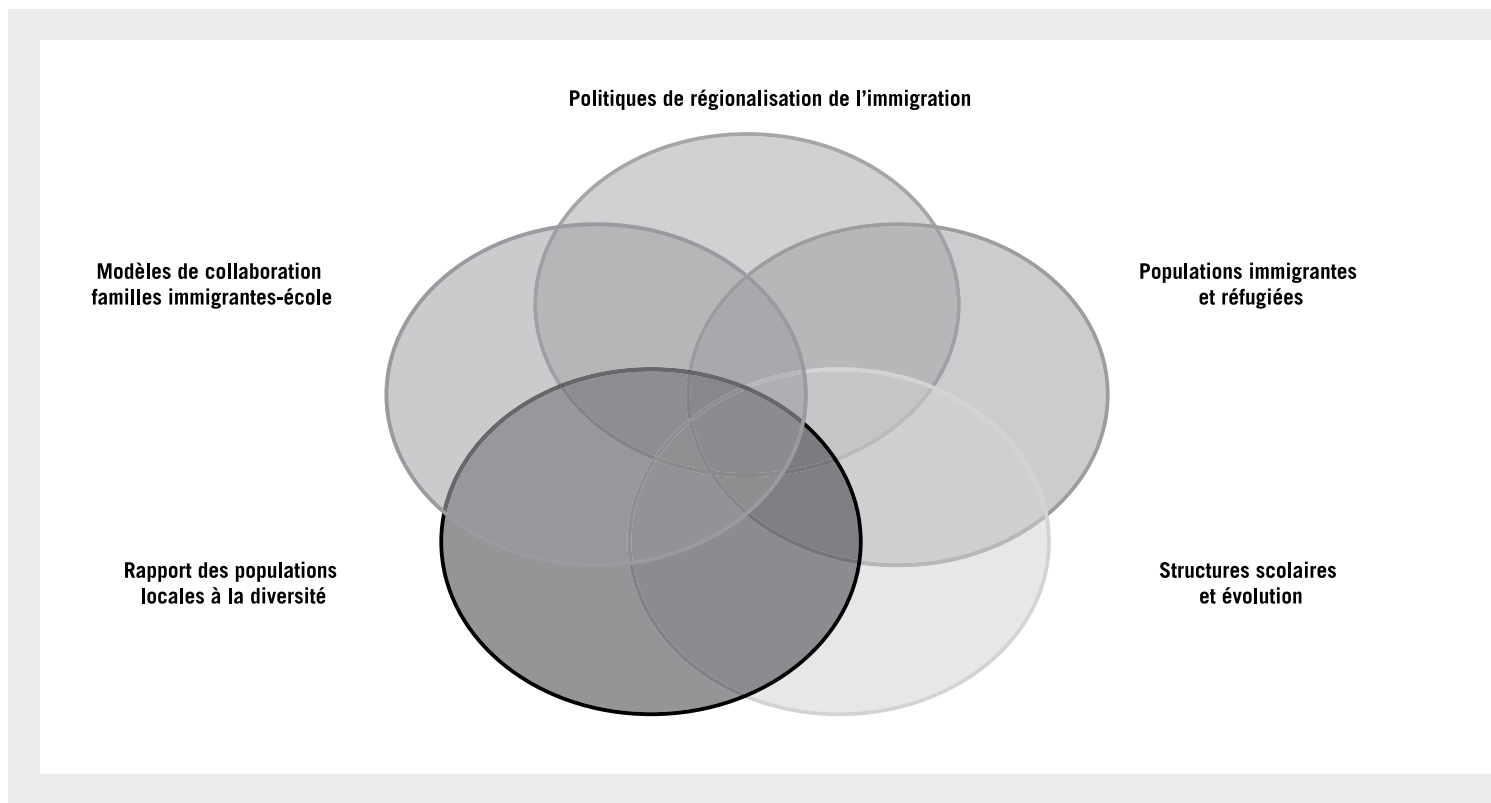 Politiques de régionalisation de l’immigration
Modèles de collaboration
familles immigrantes-école
Populations immigrantes
et réfugiées
Rapport des populations
locales à la diversité
Structures scolaires
et évolution